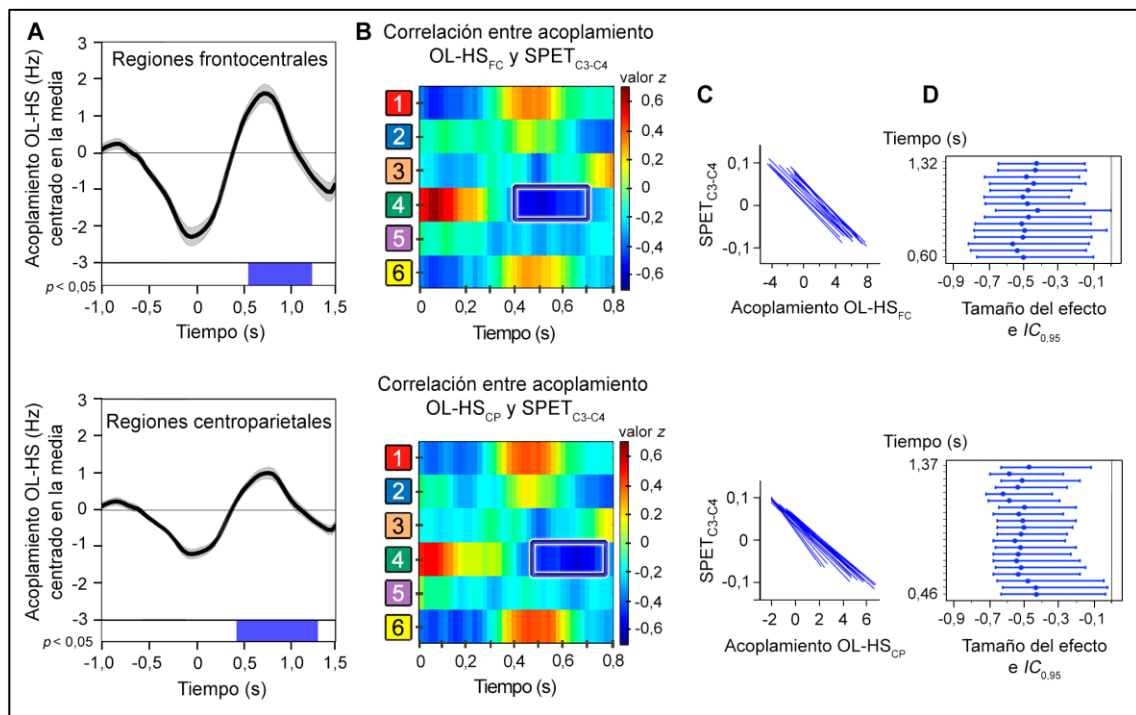 A
Acoplamiento OL-HS (Hz)
centrado en la media
3
2
1
0
-1
-2
-3
Regiones frontocentrales
p < 0,05
-1,0
-0,5
0
0,5
1,0
1,5
Tiempo (s)
B
Correlación entre acoplamiento
OL-HS_FC y SPET_C3-C4
valor z
1
2
3
4
5
6
0,6
0,4
0,2
0
-0,2
-0,4
-0,6
0
0,2
0,4
0,6
0,8
Tiempo (s)
C
SPET_C3-C4
0,1
0
-0,1
-4
0
4
8
Acoplamiento OL-HS_FC
D
Tiempo (s)
1,32
0,60
-0,9
-0,7
-0,5
-0,3
-0,1
Tamaño del efecto
e IC_0,95
Acoplamiento OL-HS (Hz)
centrado en la media
3
2
1
0
-1
-2
-3
Regiones centroparietales
p < 0,05
-1,0
-0,5
0
0,5
1,0
1,5
Tiempo (s)
Correlación entre acoplamiento
OL-HS_CP y SPET_C3-C4
valor z
1
2
3
4
5
6
0,6
0,4
0,2
0
-0,2
-0,4
-0,6
0
0,2
0,4
0,6
0,8
Tiempo (s)
SPET_C3-C4
0,1
0
-0,1
-2
0
2
4
6
Acoplamiento OL-HS_CP
Tiempo (s)
1,37
0,46
-0,9
-0,7
-0,5
-0,3
-0,1
Tamaño del efecto
e IC_0,95